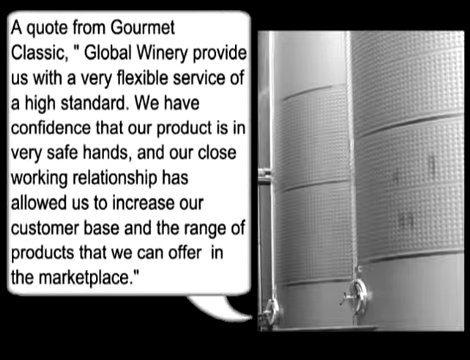 A quote from Gourmet
Classic, " Global Winery provide
us with a very flexible service of
a high standard. We have
confidence that our product is in
very safe hands, and our close
working relationship has
allowed us to increase our
customer base and the range of
products that we can offer in
the marketplace."